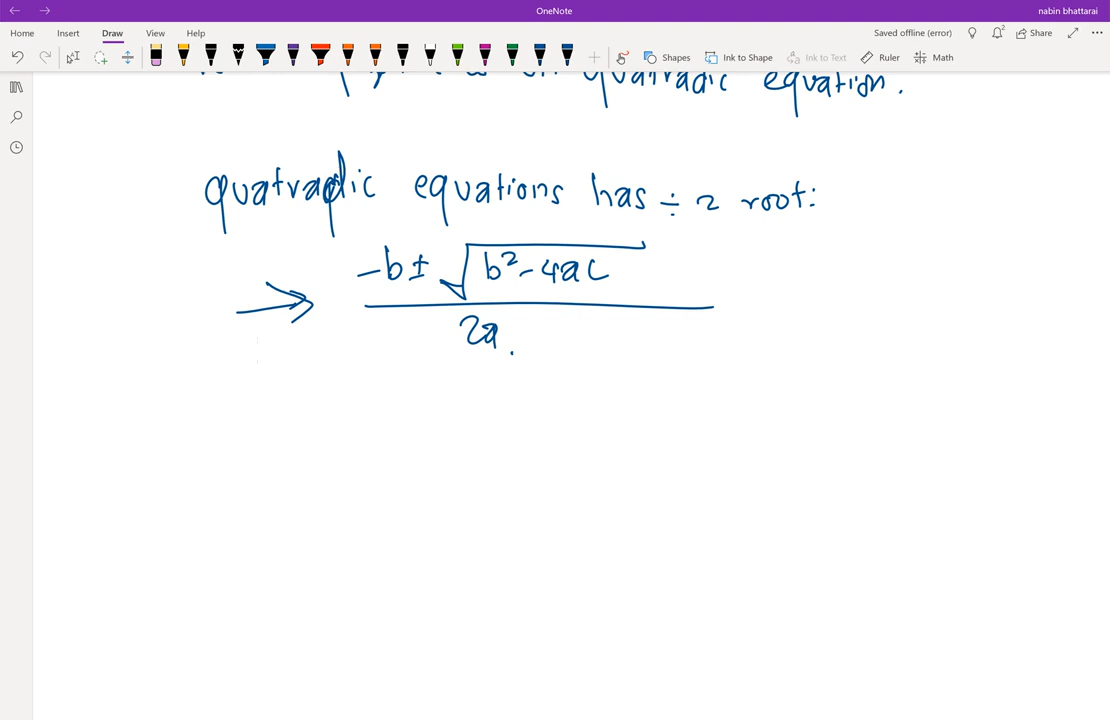 OneNote
nabin bhattarai
Home Insert Draw View Help
Saved offline (error) Share
Shapes Ink to Shape Ink to Text Ruler Math
quatradic equation.
quatradic equations has ÷ 2 root:
-b ± √b²-4ac
2a.